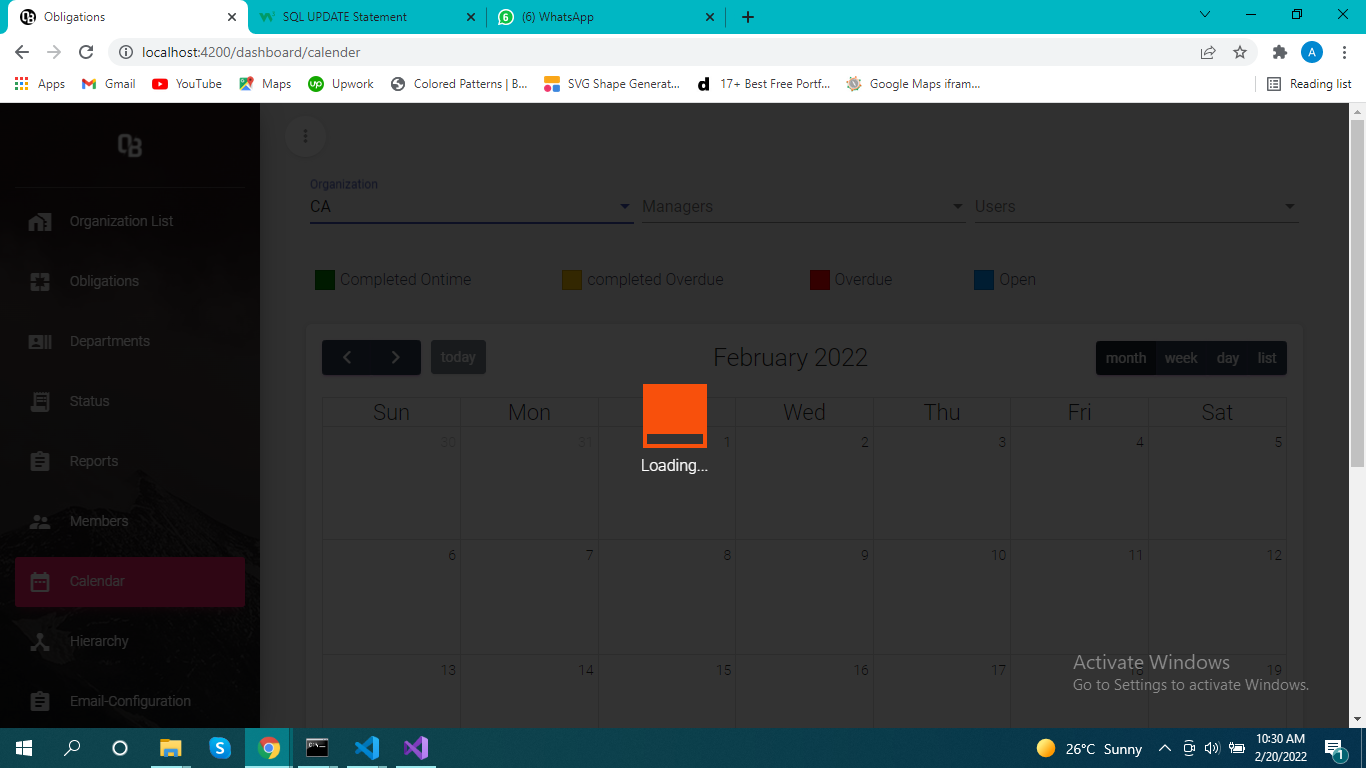 Obligations
SQL UPDATE Statement
(6) WhatsApp
localhost:4200/dashboard/calender
A
Apps
Gmail
YouTube
Maps
Upwork
Colored Patterns | B...
SVG Shape Generat...
17+ Best Free Portf...
Google Maps ifram...
Reading list
OB
Organization List
Obligations
Departments
Status
Reports
Members
Calendar
Hierarchy
Email-Configuration
Organization
CA
Managers
Users
Completed Ontime
completed Overdue
Overdue
Open
today
February 2022
month week day list
Sun Mon Wed Thu Fri Sat
30 31 1 2 3 4 5
Loading...
6 7 8 9 10 11 12
13 14 15 16 17 18 19
Activate Windows
Go to Settings to activate Windows.
26°C Sunny
10:30 AM
2/20/2022
1